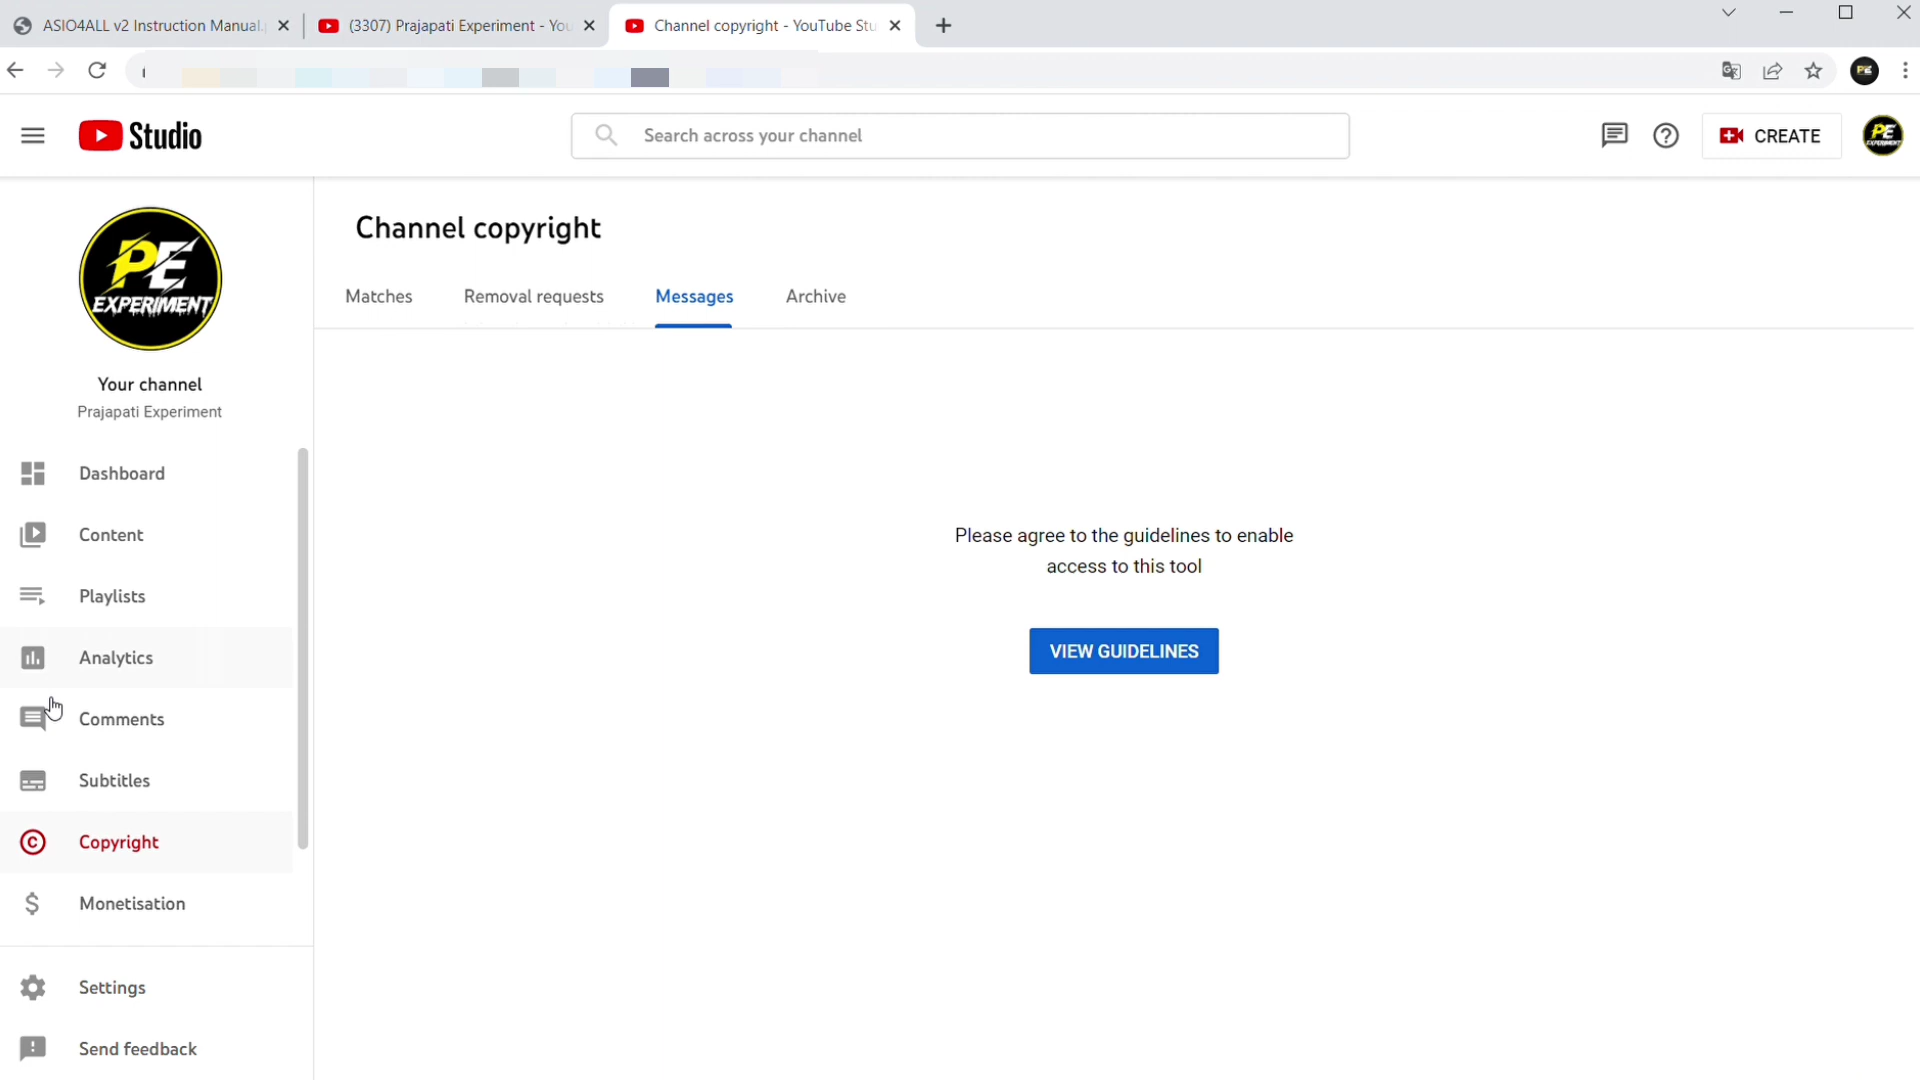 ASIO4ALL v2 Instruction Manual.
(3307) Prajapati Experiment - You
Channel copyright - YouTube Stu
Studio
Search across your channel
CREATE
PE
EXPERIMENT
Your channel
Prajapati Experiment
Dashboard
Content
Playlists
Analytics
Comments
Subtitles
Copyright
Monetisation
Settings
Send feedback
Channel copyright
Matches
Removal requests
Messages
Archive
Please agree to the guidelines to enable
access to this tool
VIEW GUIDELINES